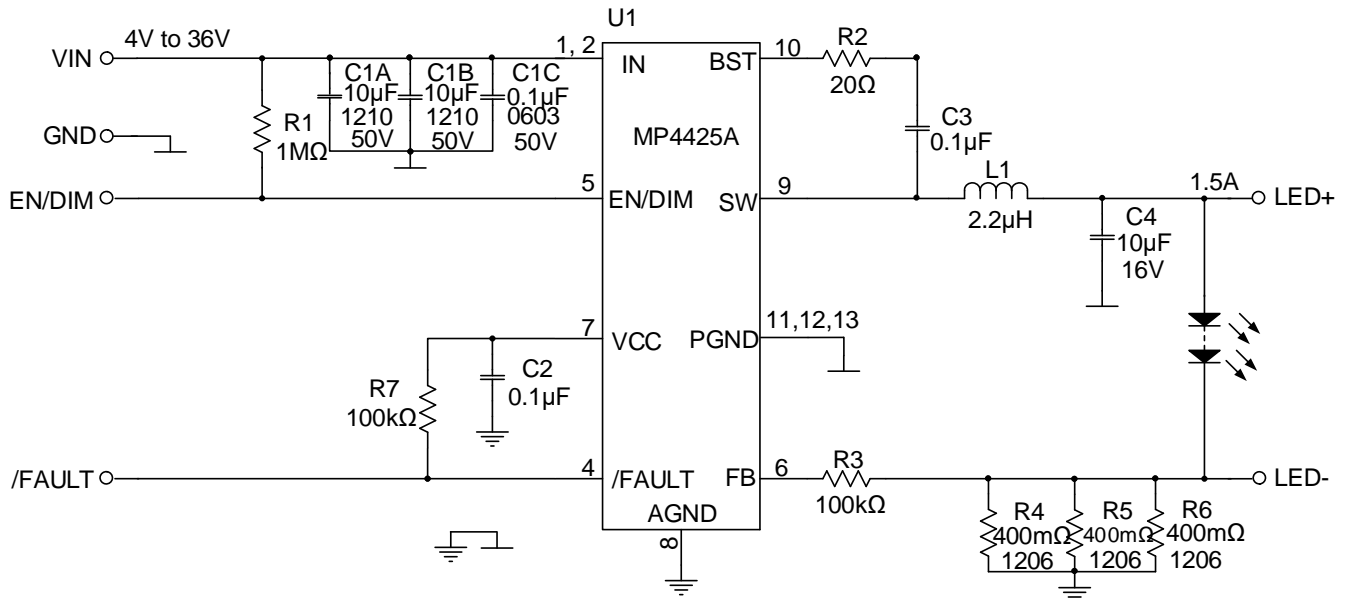 U1
4V to 36V
VIN
1, 2
IN
BST
10
R2
20Ω
C1A
10µF
1210
50V
C1B
10µF
1210
50V
C1C
0.1µF
0603
50V
GND
R1
1MΩ
MP4425A
C3
0.1µF
EN/DIM
5
EN/DIM
SW
9
L1
2.2µH
1.5A
LED+
C4
10µF
16V
7
VCC
PGND
11,12,13
C2
0.1µF
R7
100kΩ
/FAULT
4
/FAULT
FB
6
R3
100kΩ
LED-
AGND
8
R4
400mΩ
1206
R5
400mΩ
1206
R6
400mΩ
1206